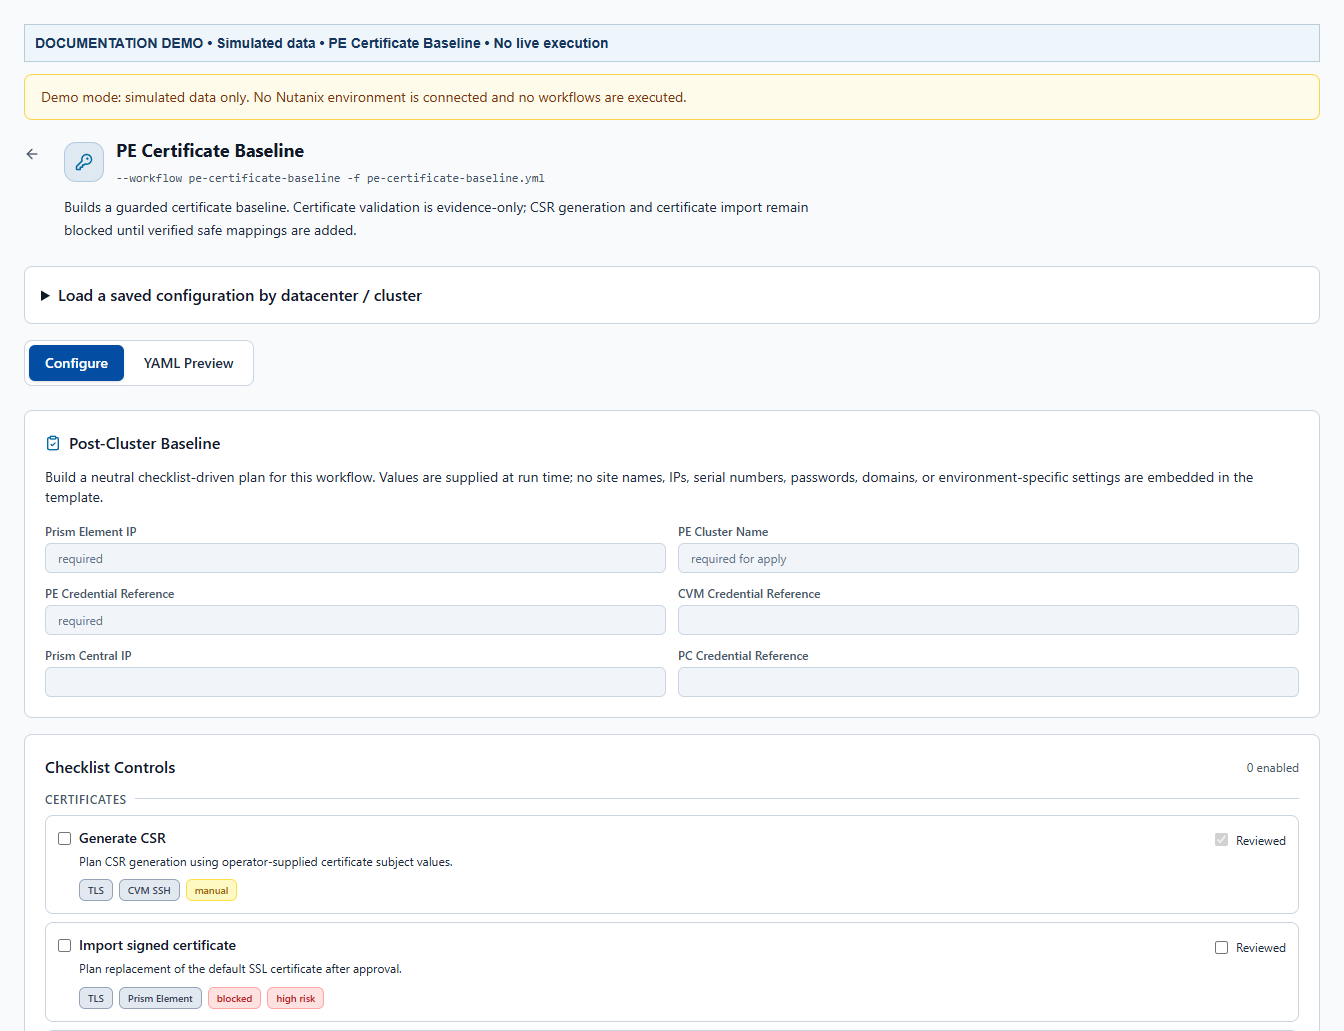 DOCUMENTATION DEMO • Simulated data • PE Certificate Baseline • No live execution
Demo mode: simulated data only. No Nutanix environment is connected and no workflows are executed.
PE Certificate Baseline
--workflow pe-certificate-baseline -f pe-certificate-baseline.yml
Builds a guarded certificate baseline. Certificate validation is evidence-only; CSR generation and certificate import remain
blocked until verified safe mappings are added.
Load a saved configuration by datacenter / cluster
Configure YAML Preview
Post-Cluster Baseline
Build a neutral checklist-driven plan for this workflow. Values are supplied at run time; no site names, IPs, serial numbers, passwords, domains, or environment-specific settings are embedded in the
template.
Prism Element IP PE Cluster Name
required required for apply
PE Credential Reference CVM Credential Reference
required
Prism Central IP PC Credential Reference
Checklist Controls 0 enabled
CERTIFICATES
Generate CSR Reviewed
Plan CSR generation using operator-supplied certificate subject values.
TLS CVM SSH manual
Import signed certificate Reviewed
Plan replacement of the default SSL certificate after approval.
TLS Prism Element blocked high risk